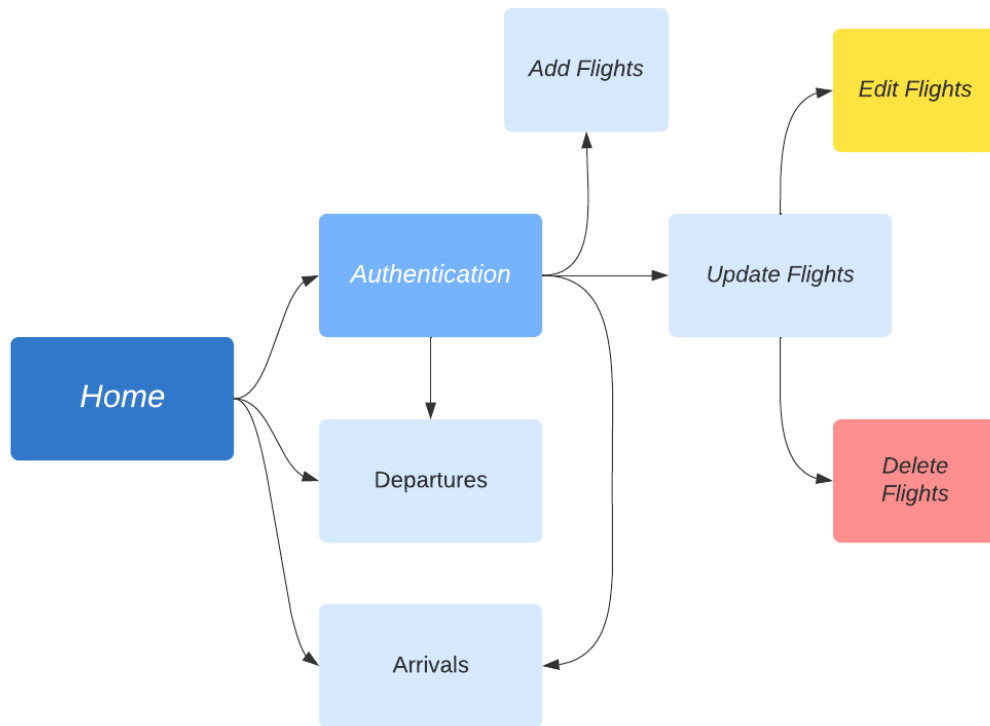 Add Flights
Edit Flights
Authentication
Update Flights
Home
Departures
Delete
Flights
Arrivals